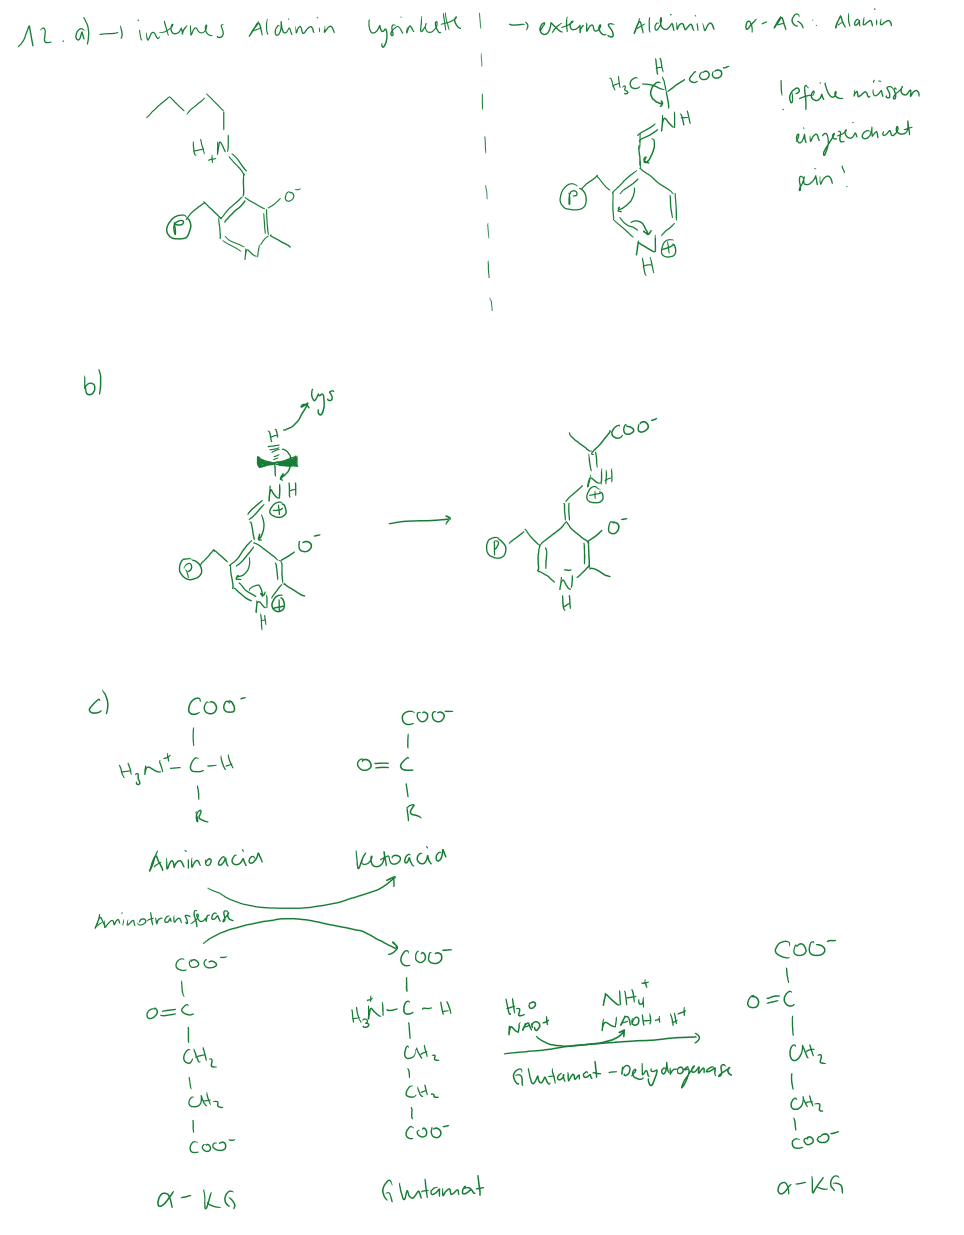 12. a) → internes Aldimin Lysinkette → externes Aldimin α-AG: Alanin
H
H₃C COO⁻
! Pfeile müssen
eingezeichnet
sein!
H + N
NH
O⁻
P
N
P
N ⊕
H
b)
Lys
H
N H
⊕
O⁻
P
N ⊕
H
COO⁻
NH
⊕
O⁻
P
N
H
c)
COO⁻
H₃N⁺ – C – H
R
Aminoacid
COO⁻
O = C
R
Ketoacid
Aminotransferase
COO⁻
O = C
CH₂
CH₂
COO⁻
α-KG
COO⁻
H₃N⁺ – C – H
CH₂
CH₂
COO⁻
Glutamat
H₂O
NAD+
NH₄⁺
NADH + H⁺
Glutamat-Dehydrogenase
COO⁻
O = C
CH₂
CH₂
COO⁻
α-KG